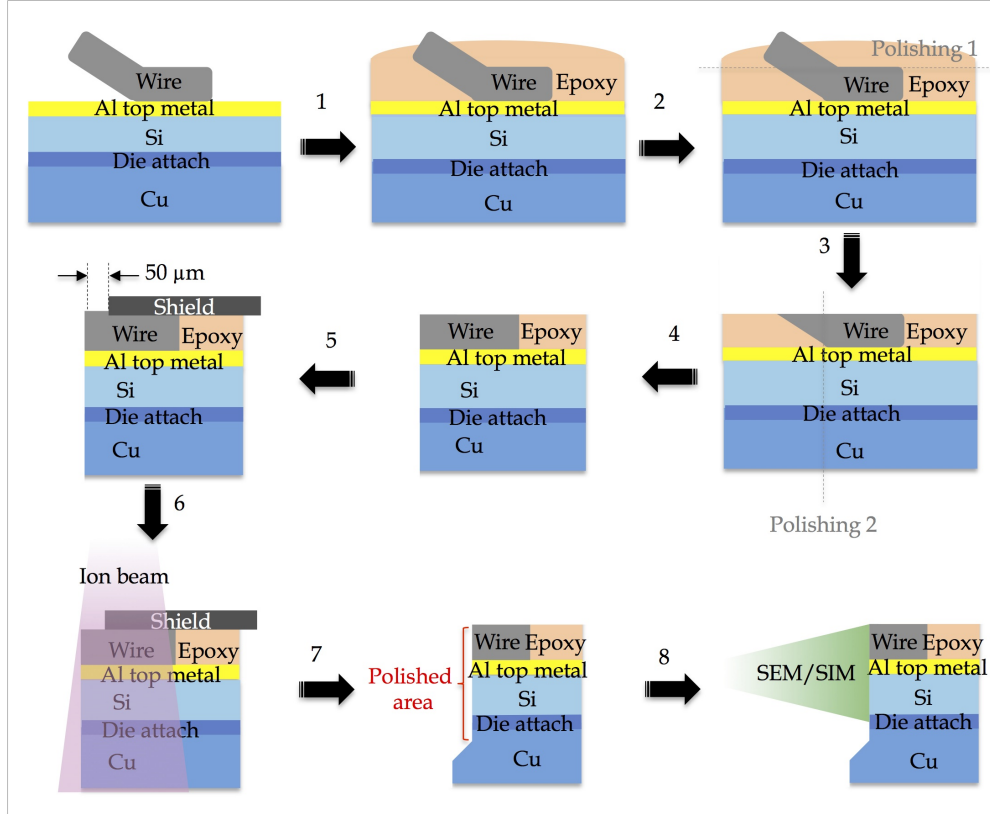 Wire
Al top metal
Si
Die attach
Cu
1
Wire Epoxy
Al top metal
Si
Die attach
Cu
2
Polishing 1
Wire Epoxy
Al top metal
Si
Die attach
Cu
3
Wire Epoxy
Al top metal
Si
Die attach
Cu
Polishing 2
4
Wire Epoxy
Al top metal
Si
Die attach
Cu
5
50 µm
Shield
Wire Epoxy
Al top metal
Si
Die attach
Cu
6
Ion beam
Shield
Wire Epoxy
Al top metal
Si
Die attach
Cu
7
Polished
area
Wire Epoxy
Al top metal
Si
Die attach
Cu
8
SEM/SIM
Wire Epoxy
Al top metal
Si
Die attach
Cu